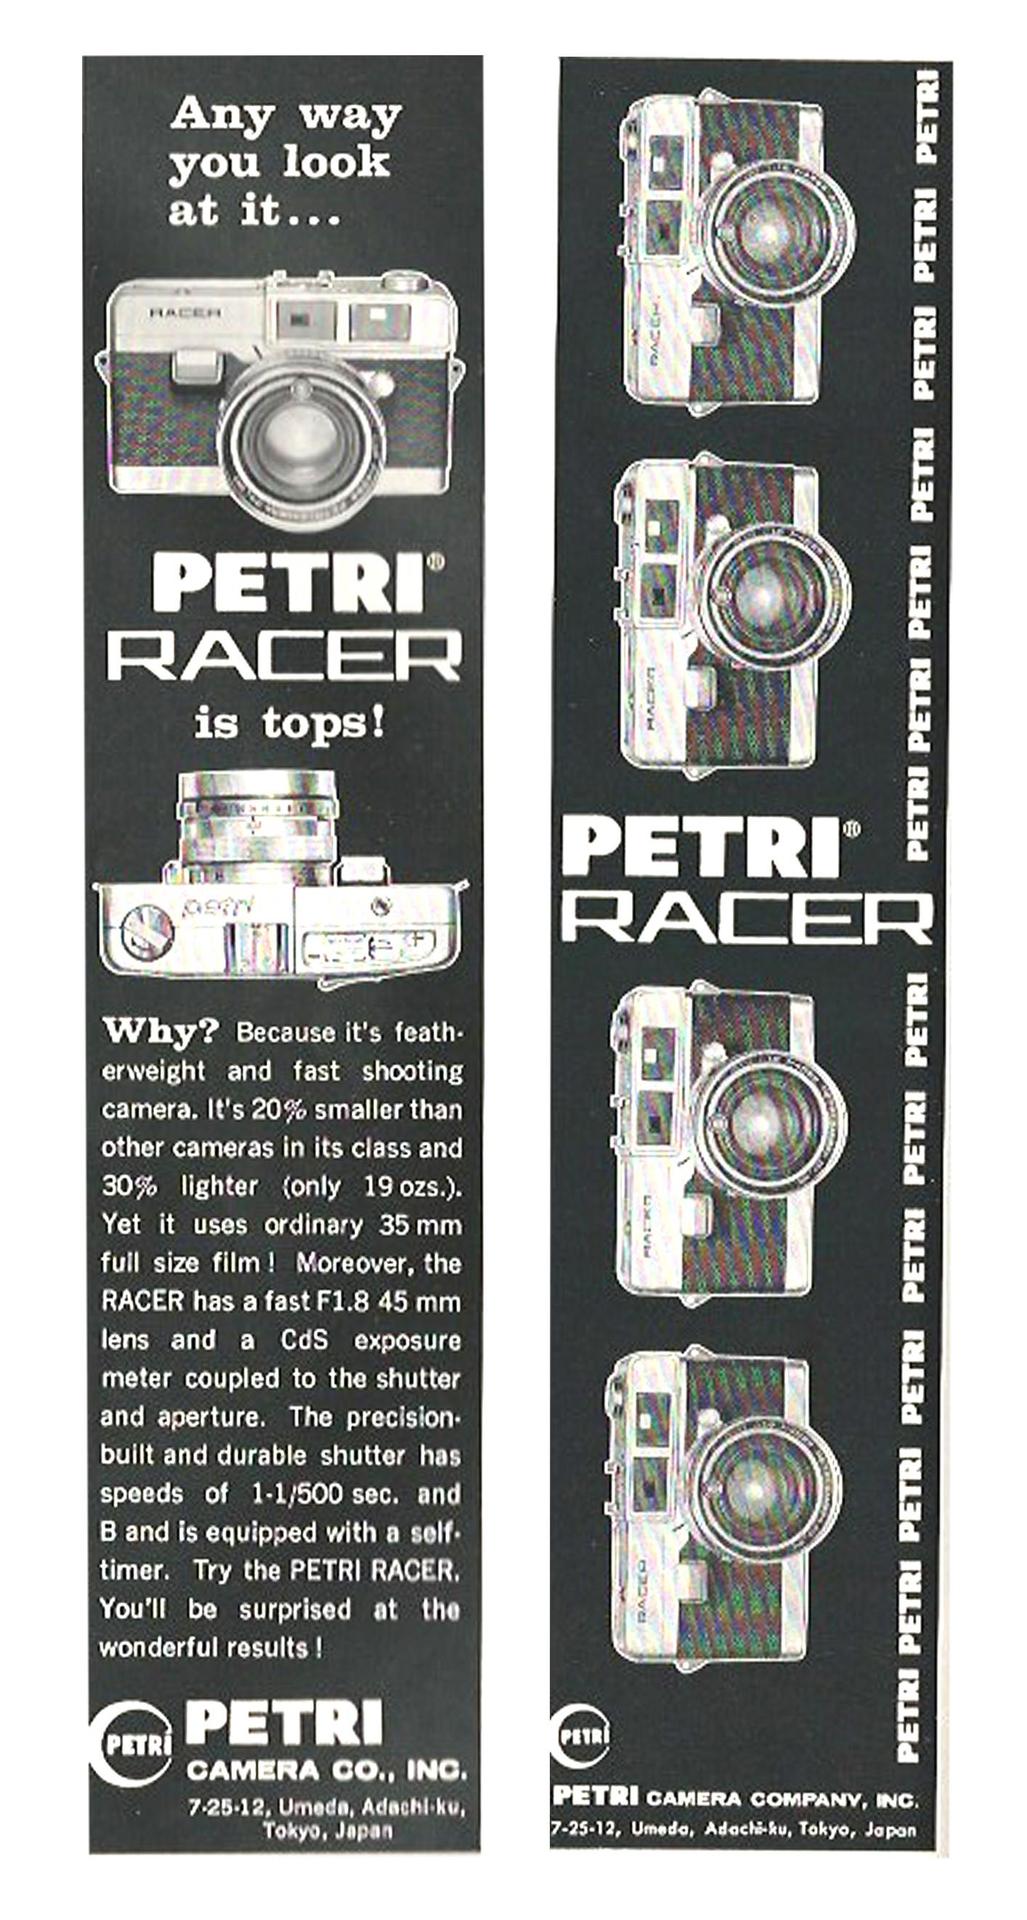 Any way
you look
at it...
RACER
PETRI®
RACER
is tops!
Petri
Why? Because it's feath-
erweight and fast shooting
camera. It's 20% smaller than
other cameras in its class and
30% lighter (only 19 ozs.).
Yet it uses ordinary 35 mm
full size film! Moreover, the
RACER has a fast F1.8 45 mm
lens and a CdS exposure
meter coupled to the shutter
and aperture. The precision-
built and durable shutter has
speeds of 1-1/500 sec. and
B and is equipped with a self-
timer. Try the PETRI RACER.
You'll be surprised at the
wonderful results!
PETRI
PETRI
CAMERA CO., INC.
7-25-12, Umeda, Adachi-ku,
Tokyo, Japan
RACER
RACER
PETRI PETRI PETRI PETRI PETRI PETRI PETRI
PETRI®
RACER
RACER
RACER
PETRI PETRI PETRI PETRI PETRI PETRI PETRI
PETRI
PETRI CAMERA COMPANY, INC.
7-25-12, Umeda, Adachi-ku, Tokyo, Japan